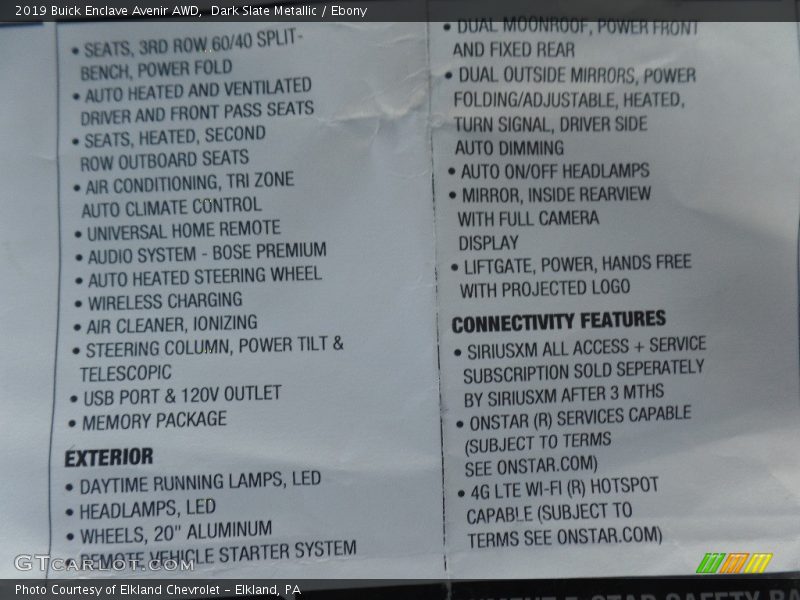 2019 Buick Enclave Avenir AWD, Dark Slate Metallic / Ebony
• SEATS, 3RD ROW 60/40 SPLIT-
BENCH, POWER FOLD
• AUTO HEATED AND VENTILATED
DRIVER AND FRONT PASS SEATS
• SEATS, HEATED, SECOND
ROW OUTBOARD SEATS
• AIR CONDITIONING, TRI ZONE
AUTO CLIMATE CONTROL
• UNIVERSAL HOME REMOTE
• AUDIO SYSTEM - BOSE PREMIUM
• AUTO HEATED STEERING WHEEL
• WIRELESS CHARGING
• AIR CLEANER, IONIZING
• STEERING COLUMN, POWER TILT &
TELESCOPIC
• USB PORT & 120V OUTLET
• MEMORY PACKAGE
EXTERIOR
• DAYTIME RUNNING LAMPS, LED
• HEADLAMPS, LED
• WHEELS, 20" ALUMINUM
• REMOTE VEHICLE STARTER SYSTEM
• DUAL MOONROOF, POWER FRONT
AND FIXED REAR
• DUAL OUTSIDE MIRRORS, POWER
FOLDING/ADJUSTABLE, HEATED,
TURN SIGNAL, DRIVER SIDE
AUTO DIMMING
• AUTO ON/OFF HEADLAMPS
• MIRROR, INSIDE REARVIEW
WITH FULL CAMERA
DISPLAY
• LIFTGATE, POWER, HANDS FREE
WITH PROJECTED LOGO
CONNECTIVITY FEATURES
• SIRIUSXM ALL ACCESS + SERVICE
SUBSCRIPTION SOLD SEPERATELY
BY SIRIUSXM AFTER 3 MTHS
• ONSTAR (R) SERVICES CAPABLE
(SUBJECT TO TERMS
SEE ONSTAR.COM)
• 4G LTE WI-FI (R) HOTSPOT
CAPABLE (SUBJECT TO
TERMS SEE ONSTAR.COM)
GTCarLot.com
Photo Courtesy of Elkland Chevrolet – Elkland, PA